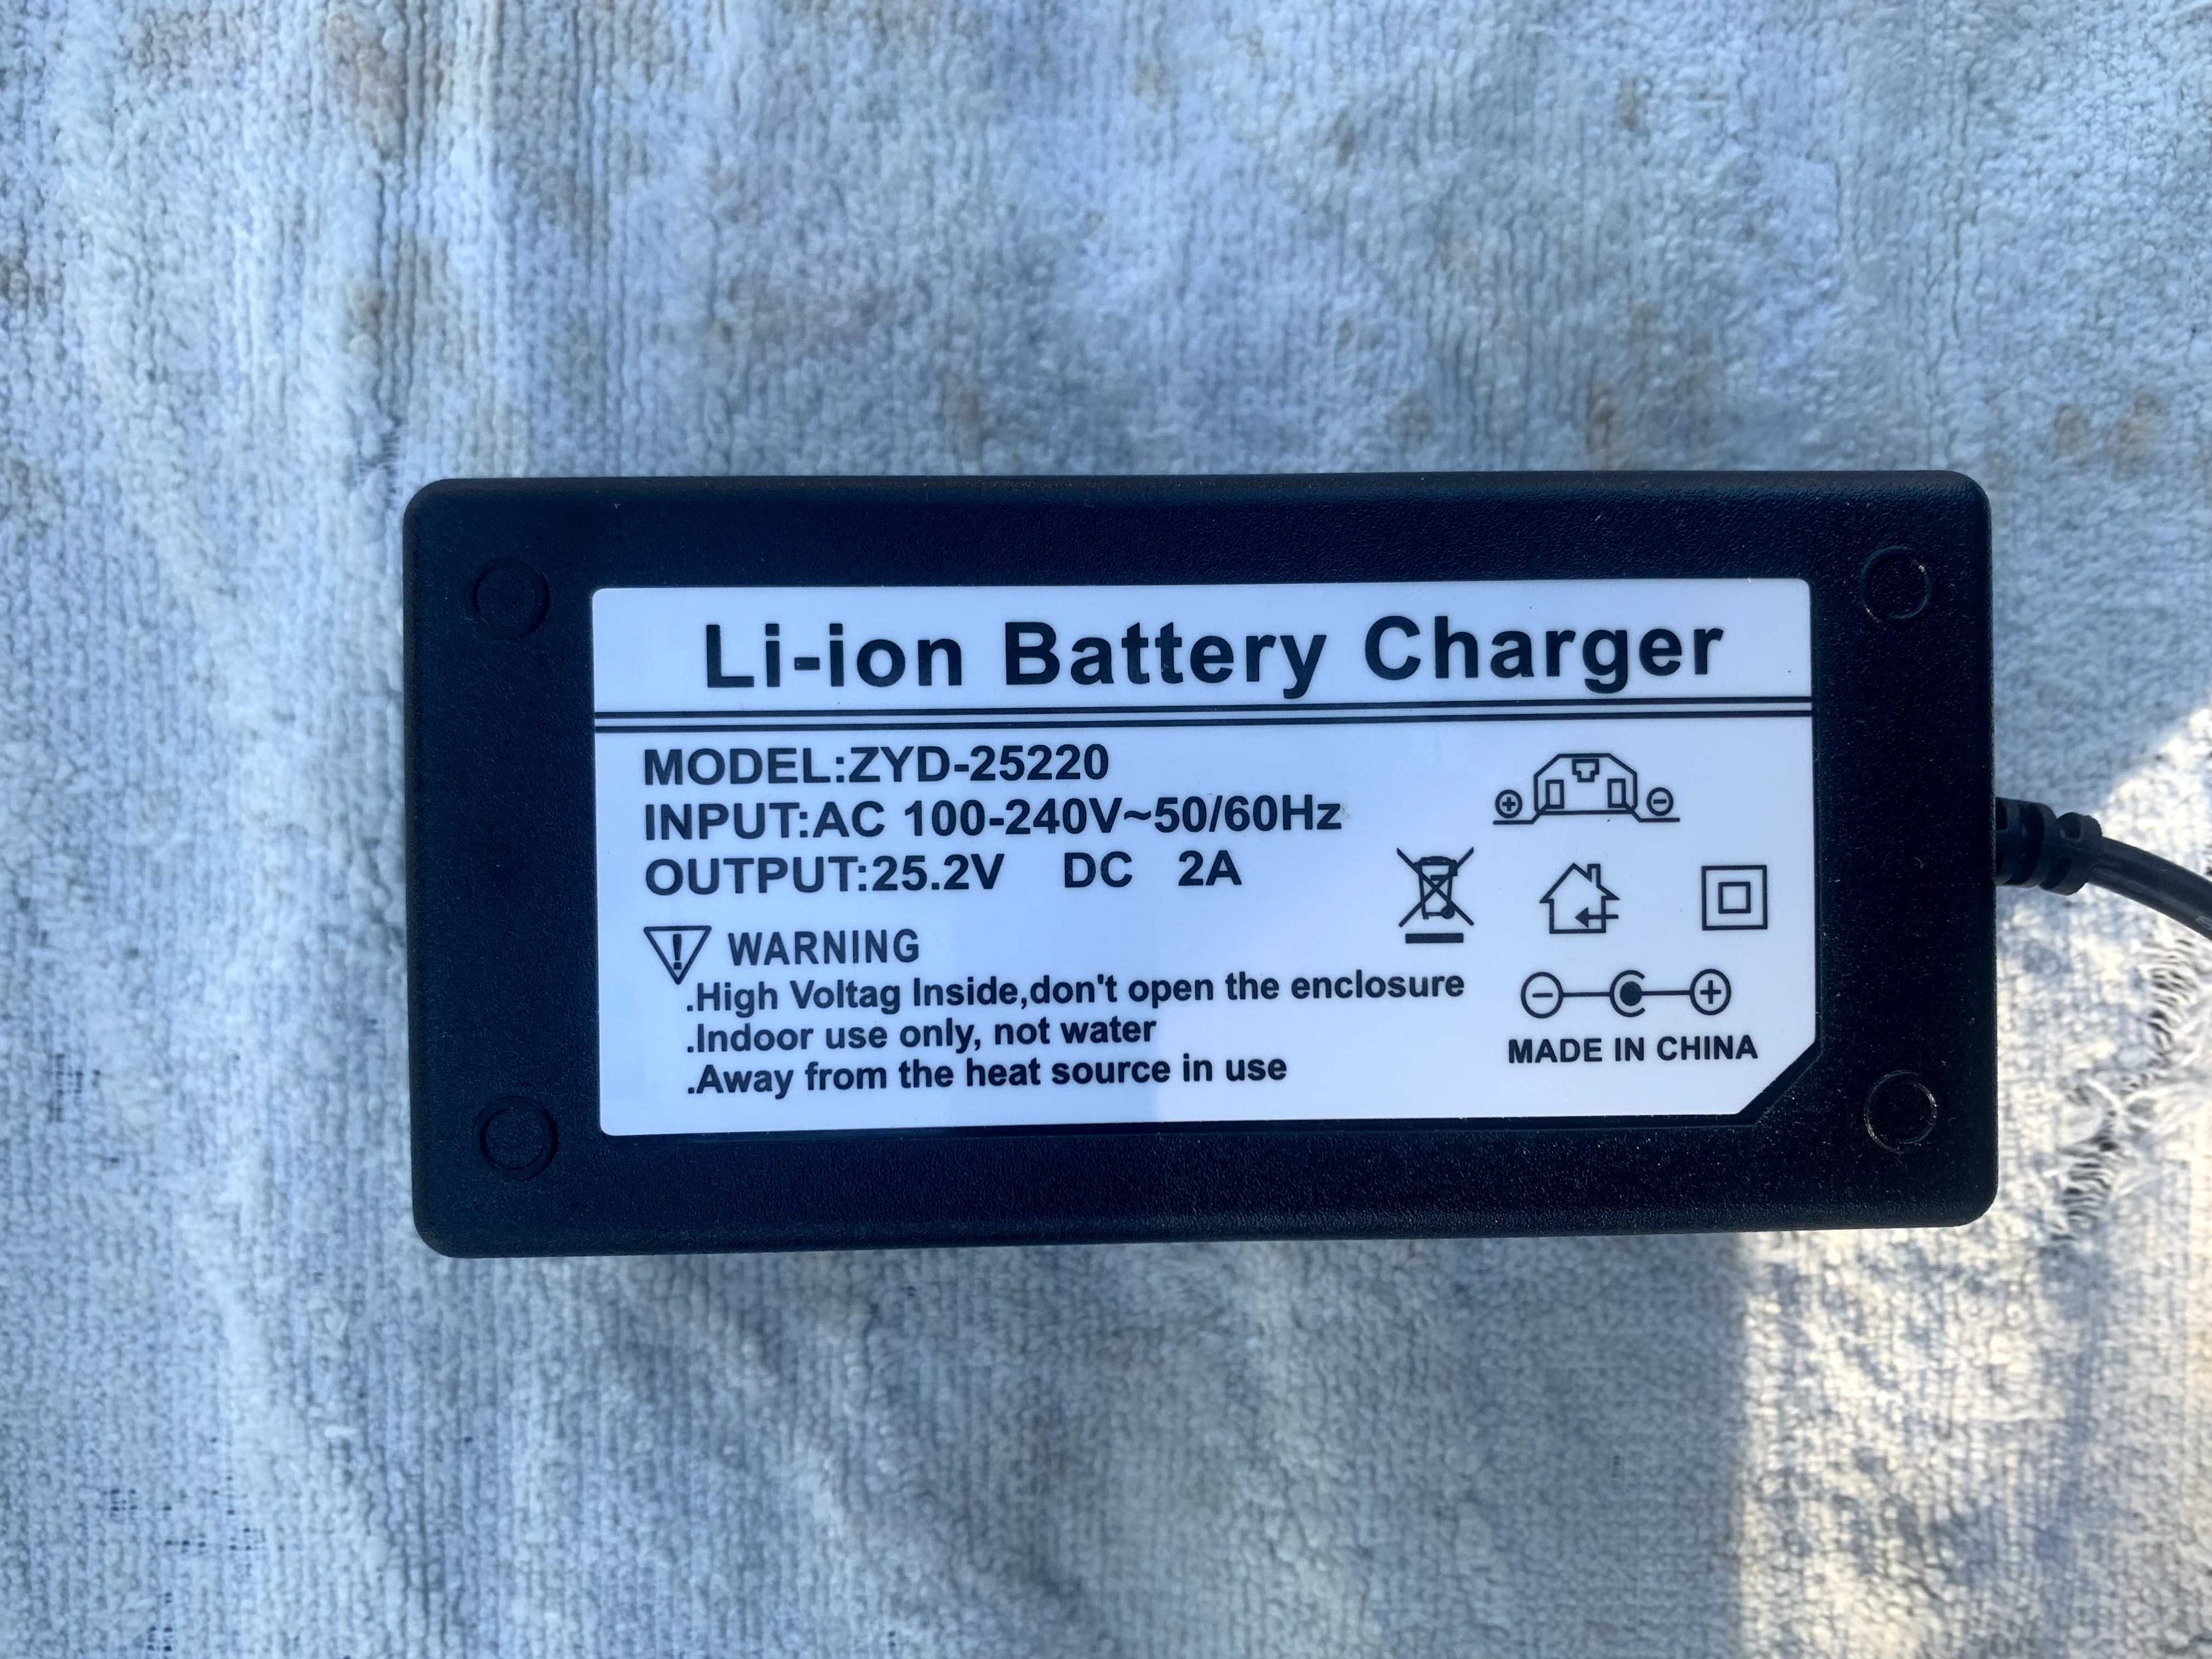 Li-ion Battery Charger
MODEL:ZYD-25220
INPUT:AC 100-240V~50/60Hz
OUTPUT:25.2V DC 2A
WARNING
.High Voltag Inside,don't open the enclosure
.Indoor use only, not water
.Away from the heat source in use
MADE IN CHINA